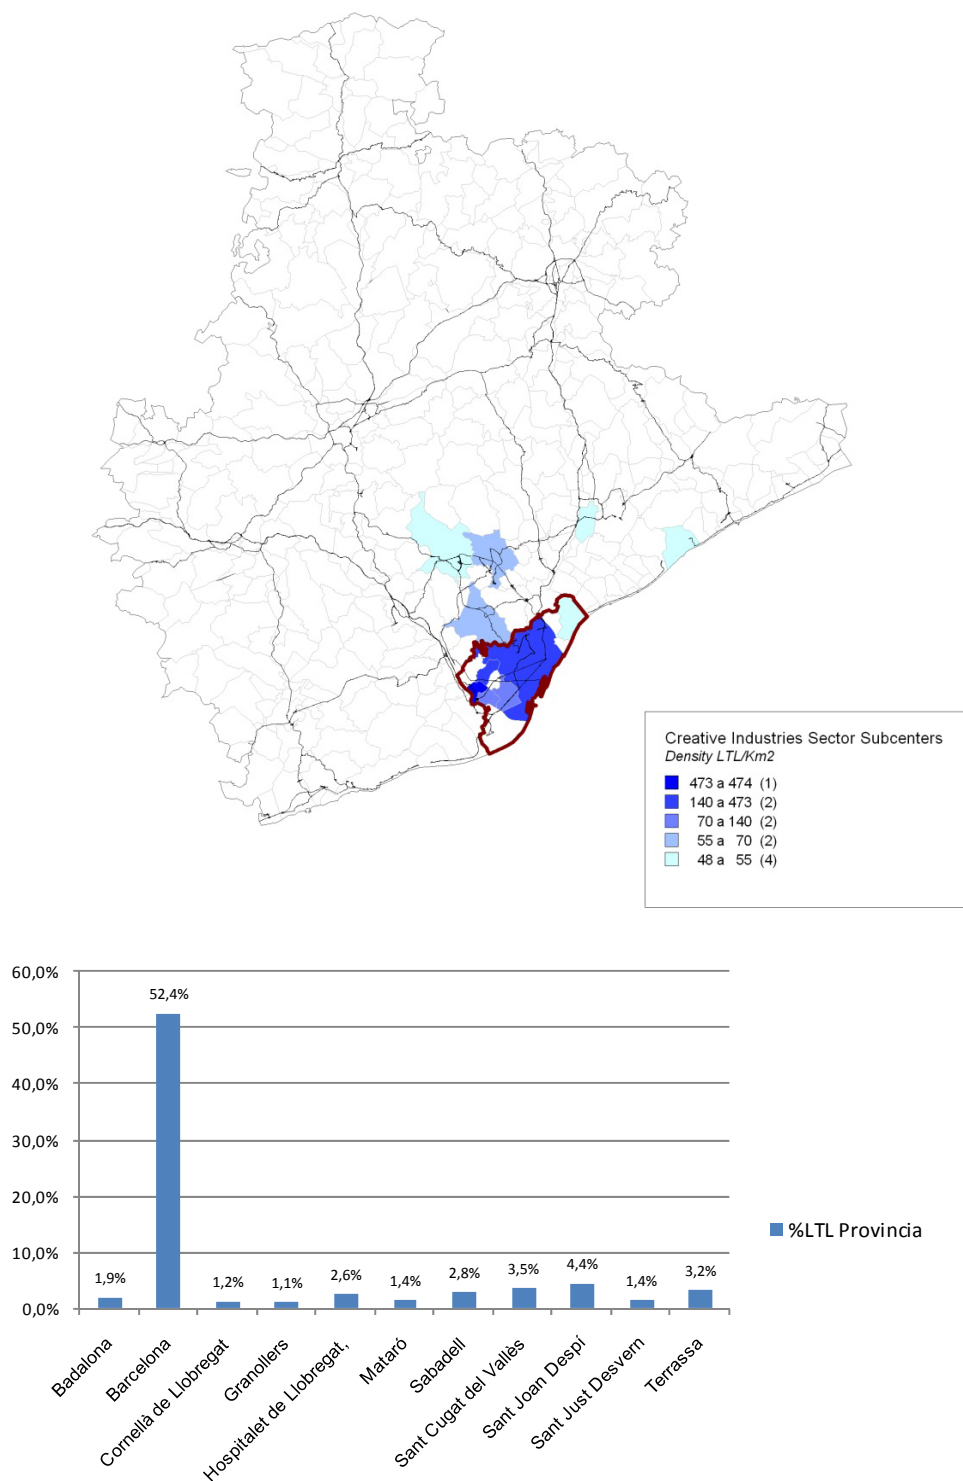 Creative Industries Sector Subcenters
Density LTL/Km2
473 a 474 (1)
140 a 473 (2)
70 a 140 (2)
55 a 70 (2)
48 a 55 (4)
60,0%
50,0%
40,0%
30,0%
20,0%
10,0%
0,0%
1,9%
52,4%
1,2%
1,1%
2,6%
1,4%
2,8%
3,5%
4,4%
1,4%
3,2%
%LTL Provincia
Badalona
Barcelona
Cornellà de Llobregat
Granollers
Hospitalet de Llobregat,
Mataró
Sabadell
Sant Cugat del Vallès
Sant Joan Despí
Sant Just Desvern
Terrassa